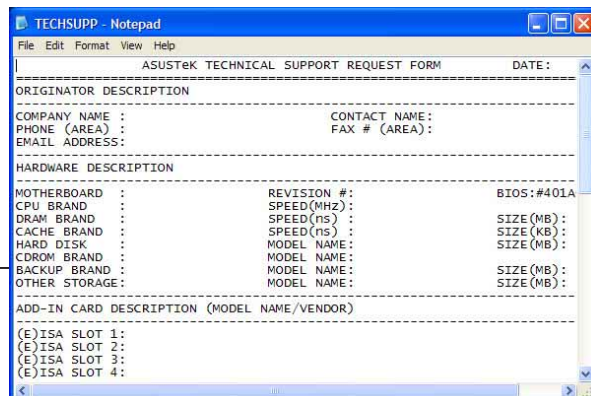 TECHSUPP - Notepad
File Edit Format View Help
ASUSTeK TECHNICAL SUPPORT REQUEST FORM DATE:
ORIGINATOR DESCRIPTION
COMPANY NAME : CONTACT NAME:
PHONE (AREA) : FAX # (AREA):
EMAIL ADDRESS:
HARDWARE DESCRIPTION
MOTHERBOARD : REVISION #: BIOS:#401A
CPU BRAND : SPEED(MHz):
DRAM BRAND : SPEED(ns) : SIZE(MB):
CACHE BRAND : SPEED(ns) : SIZE(KB):
HARD DISK : MODEL NAME: SIZE(MB):
CDROM BRAND : MODEL NAME:
BACKUP BRAND : MODEL NAME: SIZE(MB):
OTHER STORAGE: MODEL NAME: SIZE(MB):
ADD-IN CARD DESCRIPTION (MODEL NAME/VENDOR)
(E)ISA SLOT 1:
(E)ISA SLOT 2:
(E)ISA SLOT 3:
(E)ISA SLOT 4: